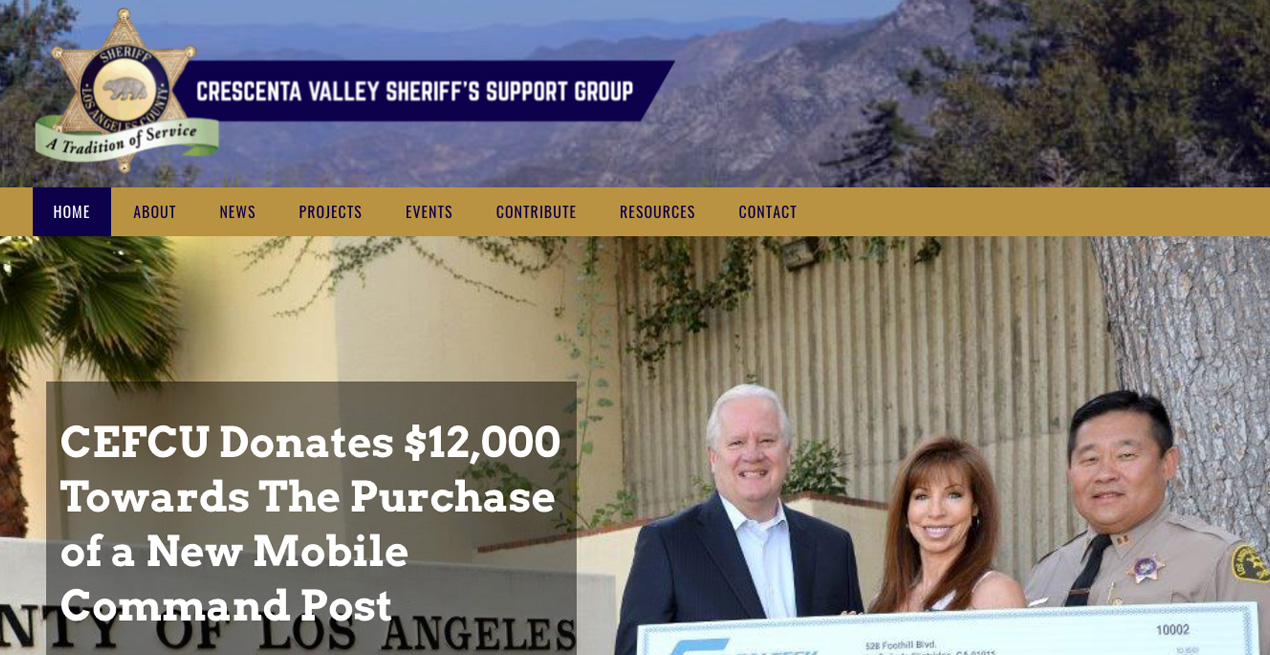 SHERIFF
LOS ANGELES COUNTY
A Tradition of Service
CRESCENTA VALLEY SHERIFF'S SUPPORT GROUP
HOME
ABOUT
NEWS
PROJECTS
EVENTS
CONTRIBUTE
RESOURCES
CONTACT
CEFCU Donates $12,000
Towards The Purchase
of a New Mobile
Command Post
NTY OF LOS ANGELES
528 Foothill Blvd.
10002